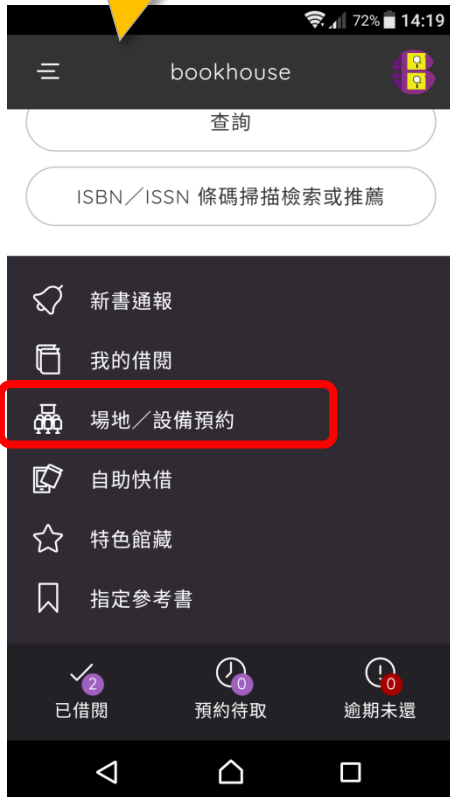 72% 14:19
bookhouse
查詢
ISBN／ISSN 條碼掃描檢索或推薦
新書通報
我的借閱
場地／設備預約
自助快借
特色館藏
指定參考書
2 0 0
已借閱 預約待取 逾期未還